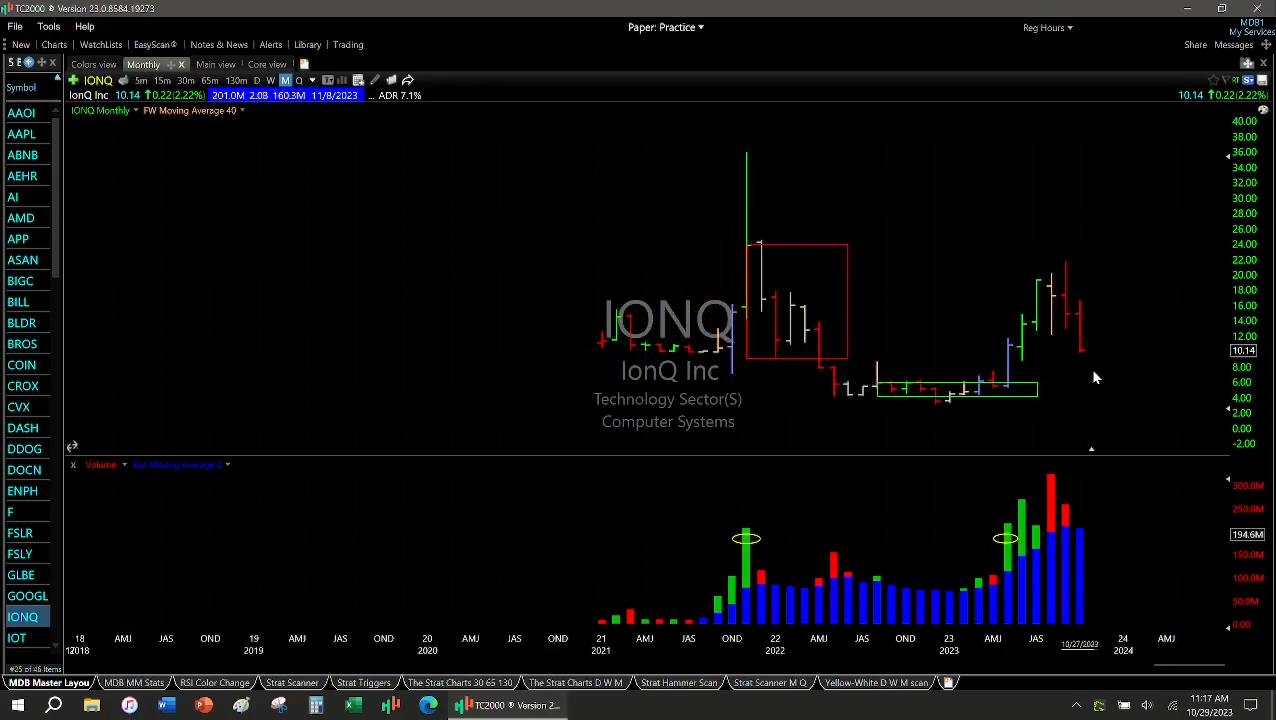 TC2000 ® Version 23.0.8584.19273
File Tools Help Paper: Practice Reg Hours MDB1
My Services
New Charts WatchLists EasyScan® Notes & News Alerts Library Trading Share Messages
Colors view Monthly Main view Core view
Symbol IONQ 5m 15m 30m 65m 130m D W M Q
IonQ Inc 10.14 0.22(2.22%) 201.0M 2.0B 160.3M 11/8/2023 ... ADR 7.1% 10.14 0.22(2.22%)
IONQ Monthly FW Moving Average 40
AAOI
AAPL
ABNB
AEHR
AI
AMD
APP
ASAN
BIGC
BILL
BLDR
BROS
COIN
CROX
CVX
DASH
DDOG
DOCN
ENPH
F
FSLR
FSLY
GLBE
GOOGL
IONQ
IOT
#25 of 46 Items
40.00
38.00
36.00
34.00
32.00
30.00
28.00
26.00
24.00
22.00
20.00
18.00
16.00
14.00
12.00
10.14
8.00
6.00
4.00
2.00
0.00
-2.00
IONQ
IonQ Inc
Technology Sector(S)
Computer Systems
X Volume Moving Average
300.0M
250.0M
194.6M
150.0M
100.0M
50.0M
0.00
18 AMJ JAS OND 19 AMJ JAS OND 20 AMJ JAS OND 21 AMJ JAS OND 22 AMJ JAS OND 23 AMJ JAS 24 AMJ
2018 2019 2020 2021 2022 2023 10/27/2023 2024
MDB Master Layou MDB MM Stats RSI Color Change Strat Scanner Strat Triggers The Strat Charts 30 65 130 The Strat Charts D W M Strat Hammer Scan Strat Scanner M Q Yellow-White D W M scan
TC2000 ® Version 2...
11:17 AM
10/29/2023